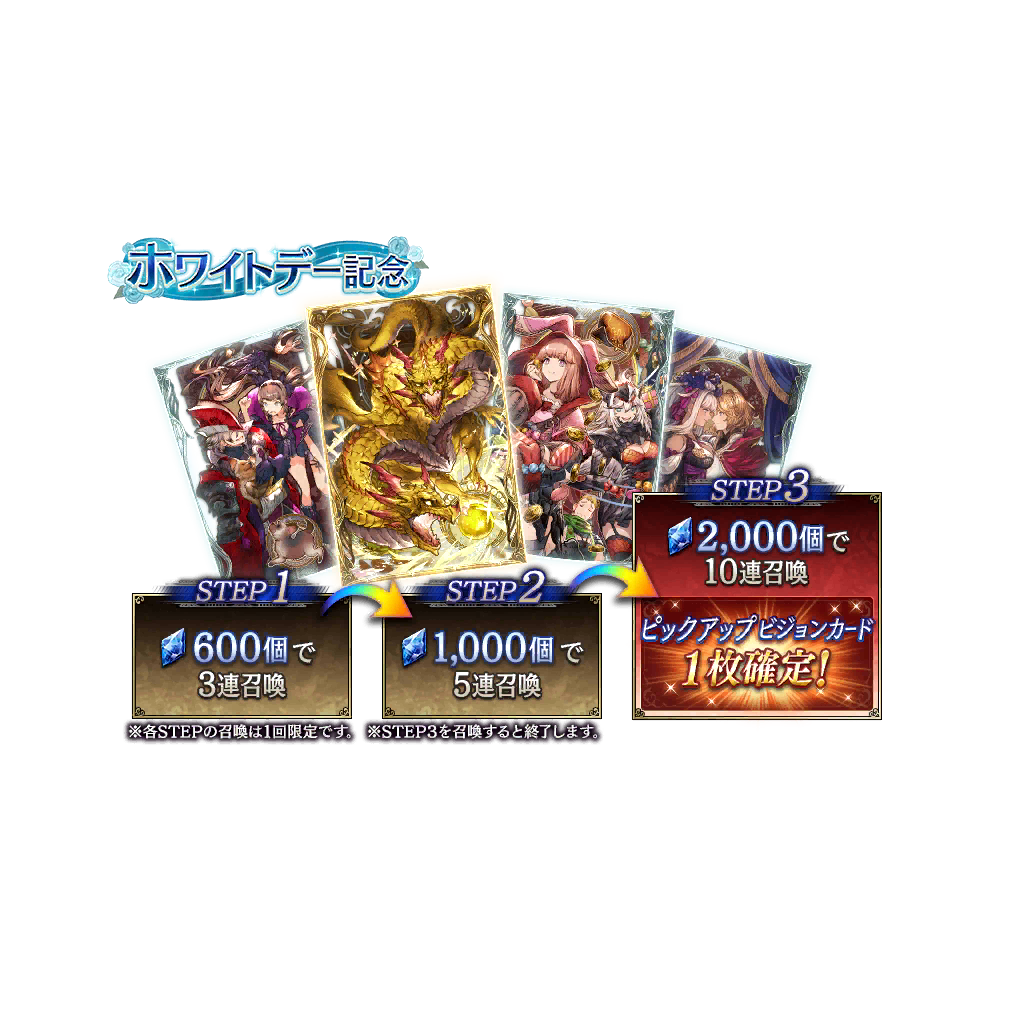 ホワイトデー記念
STEP 1
600個で
3連召喚
※各STEPの召喚は1回限定です。
STEP 2
1,000個で
5連召喚
※STEP3を召喚すると終了します。
STEP 3
2,000個で
10連召喚
ピックアップビジョンカード
1枚確定!